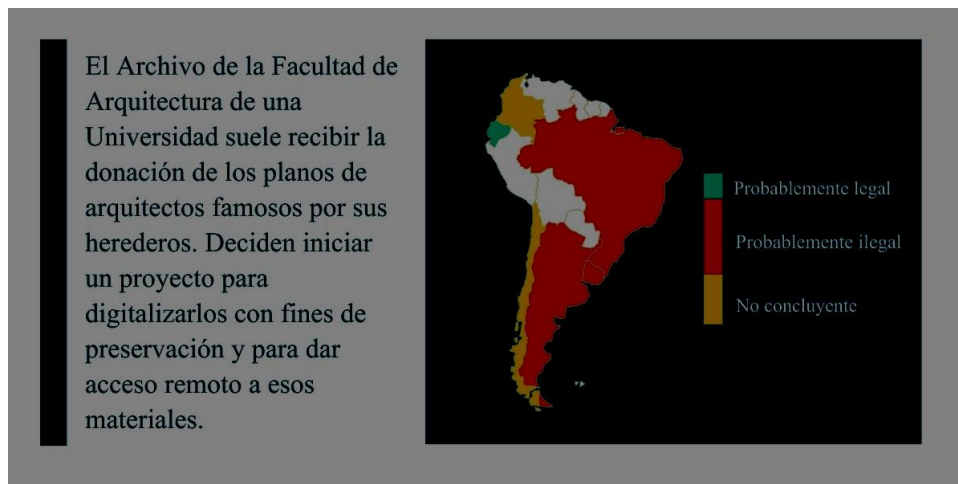 El Archivo de la Facultad de
Arquitectura de una
Universidad suele recibir la
donación de los planos de
arquitectos famosos por sus
herederos. Deciden iniciar
un proyecto para
digitalizarlos con fines de
preservación y para dar
acceso remoto a esos
materiales.
Probablemente legal
Probablemente ilegal
No concluyente